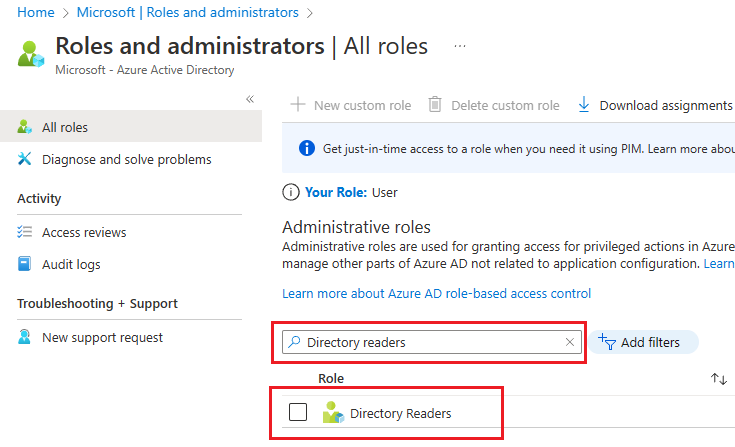 Home > Microsoft | Roles and administrators >
Roles and administrators | All roles ...
Microsoft - Azure Active Directory
«
All roles
Diagnose and solve problems
Activity
Access reviews
Audit logs
Troubleshooting + Support
New support request
+ New custom role Delete custom role Download assignments
Get just-in-time access to a role when you need it using PIM. Learn more abou
Your Role: User
Administrative roles
Administrative roles are used for granting access for privileged actions in Azure
manage other parts of Azure AD not related to application configuration. Learn
Learn more about Azure AD role-based access control
Directory readers × Add filters
Role ↑↓
Directory Readers